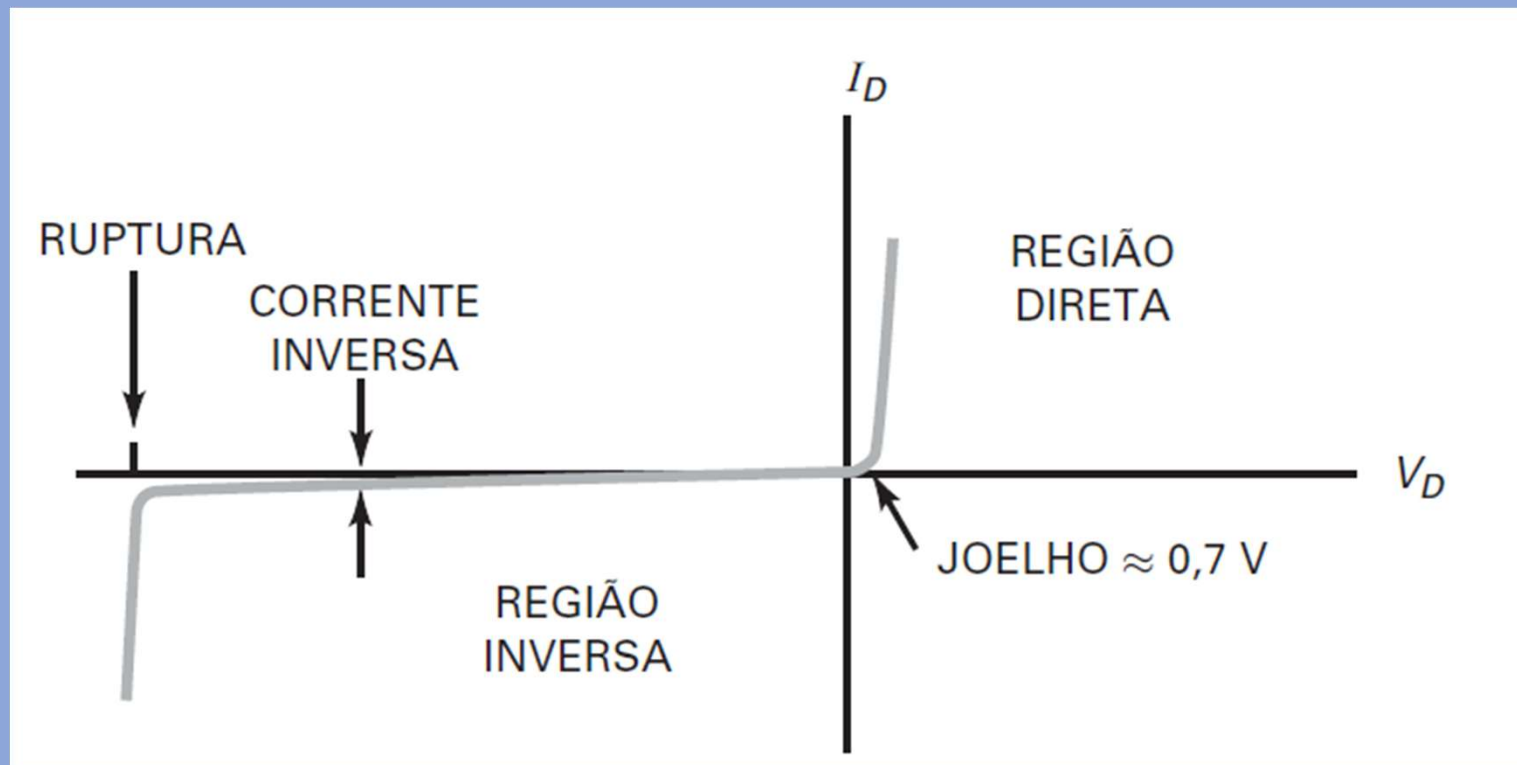 I_D
RUPTURA
CORRENTE
INVERSA
REGIÃO
DIRETA
V_D
JOELHO ≈ 0,7 V
REGIÃO
INVERSA